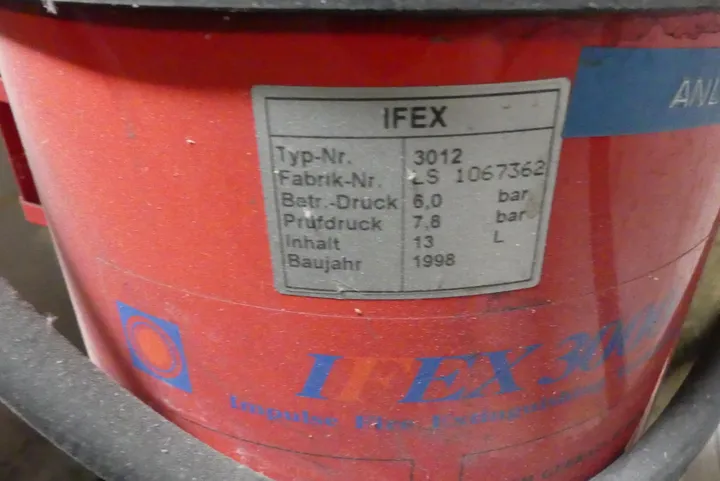 ANL
IFEX
Typ-Nr. 3012
Fabrik-Nr. LS 1067362
Betr.-Druck 6,0 bar
Prüfdruck 7,8 bar
Inhalt 13 L
Baujahr 1998
IFEX 3000
Impulse Fire Extinguishing